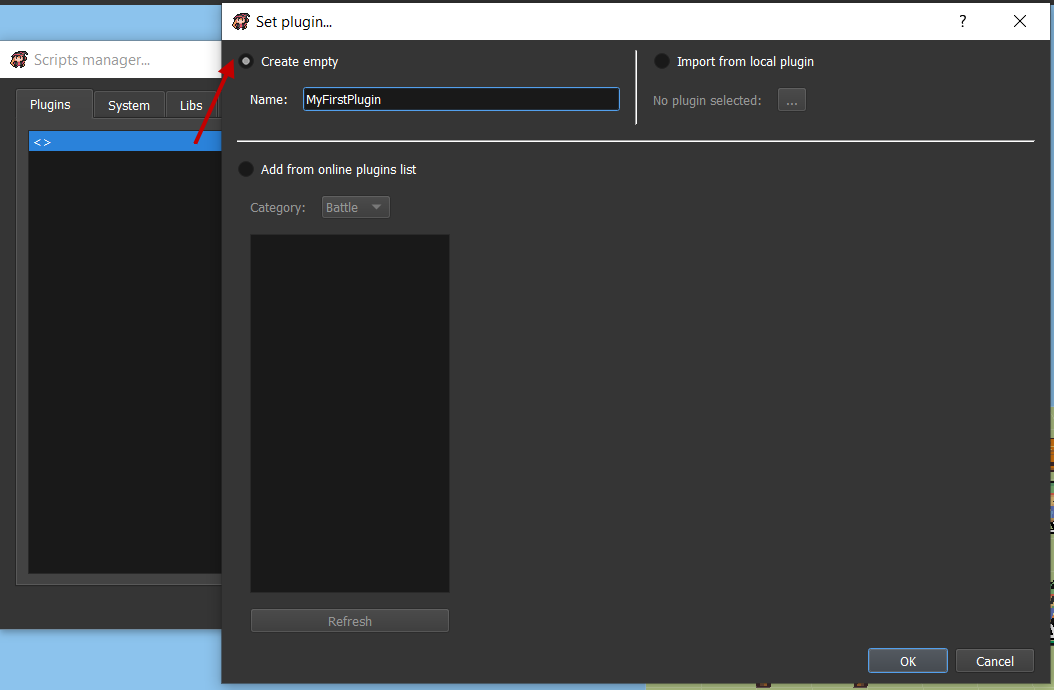 Set plugin...
?
Scripts manager...
Plugins
System
Libs
<>
Create empty
Name:
MyFirstPlugin
Import from local plugin
No plugin selected:
...
Add from online plugins list
Category:
Battle
Refresh
OK
Cancel